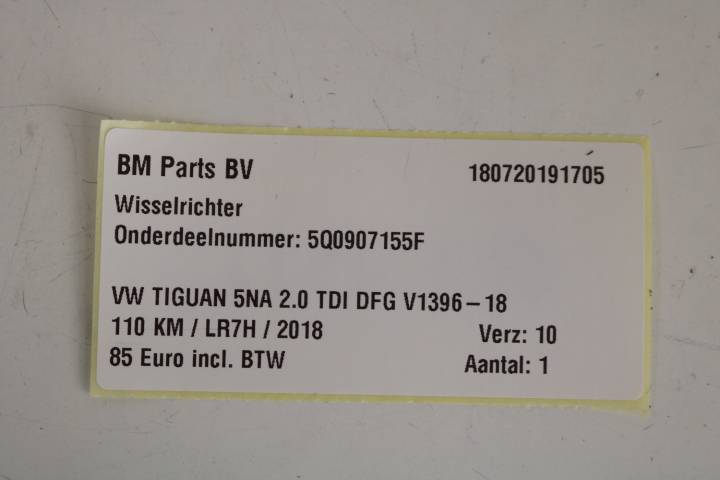 BM Parts BV 180720191705
Wisselrichter
Onderdeelnummer: 5Q0907155F
VW TIGUAN 5NA 2.0 TDI DFG V1396-18
110 KM / LR7H / 2018 Verz: 10
85 Euro incl. BTW Aantal: 1